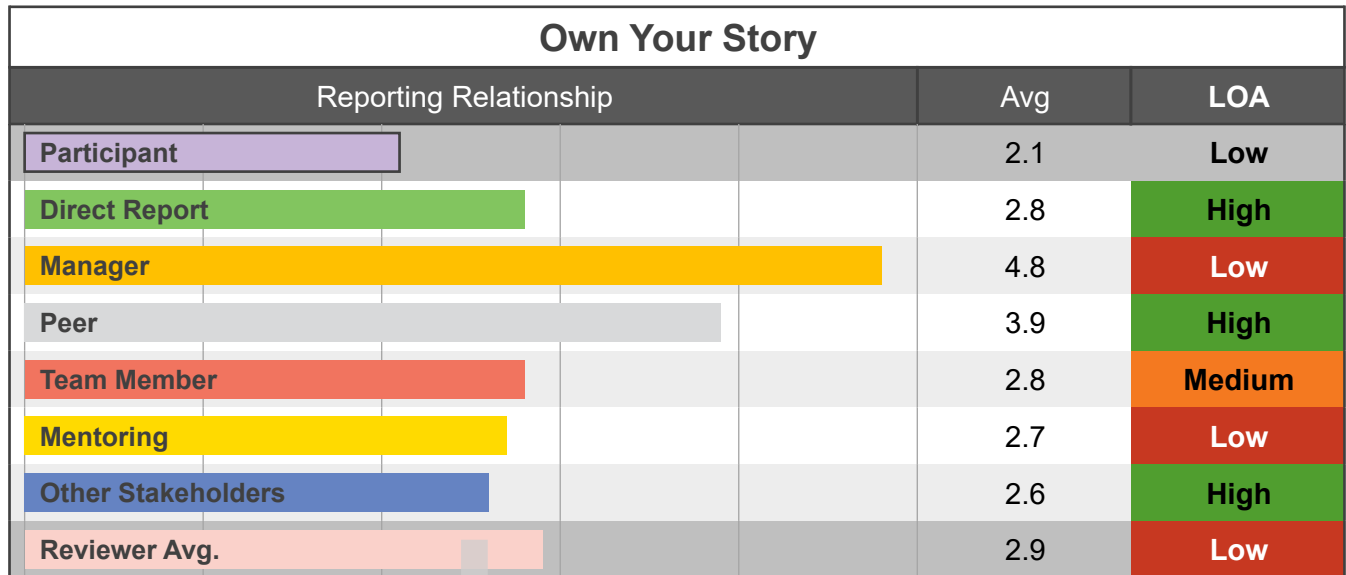 Own Your Story
Reporting Relationship Avg LOA
Participant 2.1 Low
Direct Report 2.8 High
Manager 4.8 Low
Peer 3.9 High
Team Member 2.8 Medium
Mentoring 2.7 Low
Other Stakeholders 2.6 High
Reviewer Avg. 2.9 Low